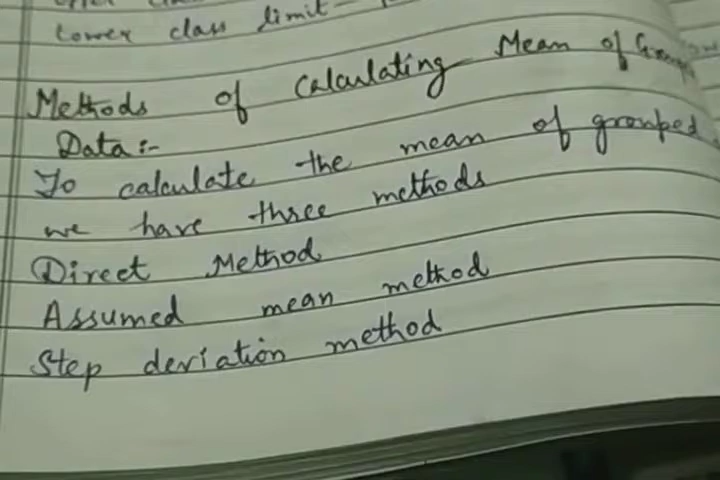 Lower class limit
Methods of Calculating Mean of
Data:-
To calculate the mean of grouped
we have three methods
Direct Method
Assumed mean method
Step deviation method